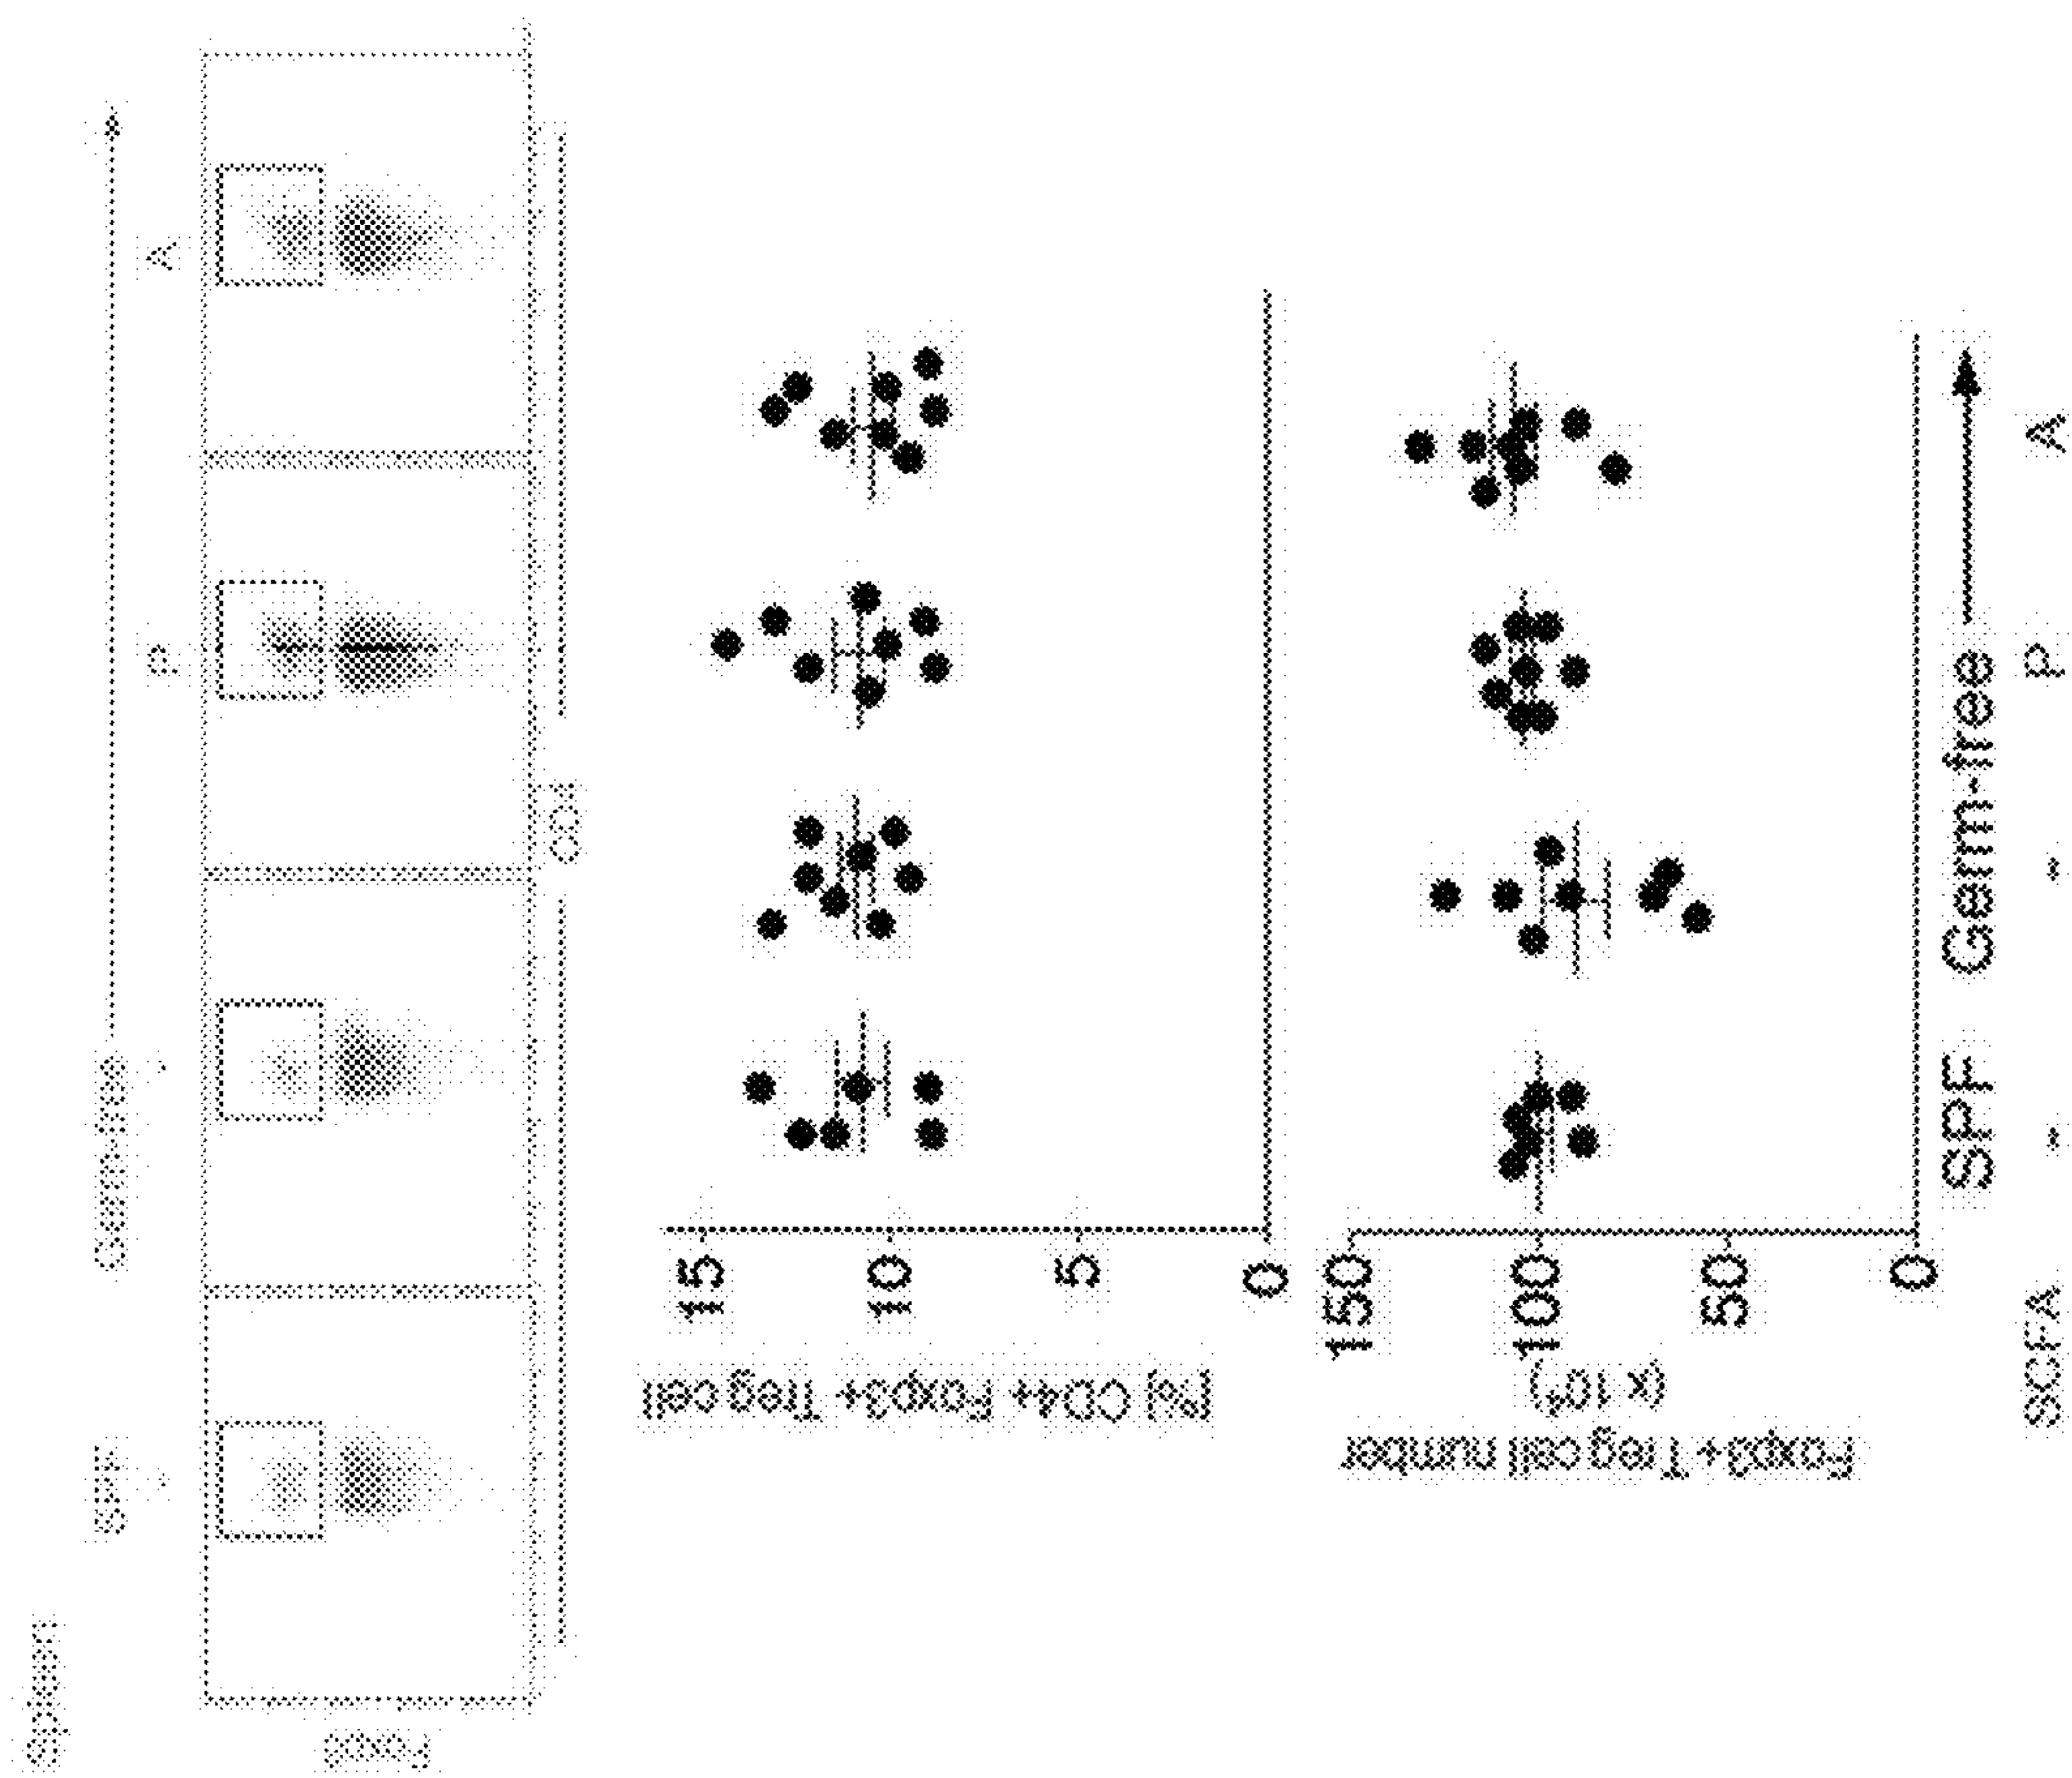 Spleen
SPF Germ-free
- - P A
Foxp3
CD4
[%] CD4+ Foxp3+ Treg cell
15
10
5
0
Foxp3+ Treg cell number
150
100
50
0
SPF Germ-free
SCFA - - P A